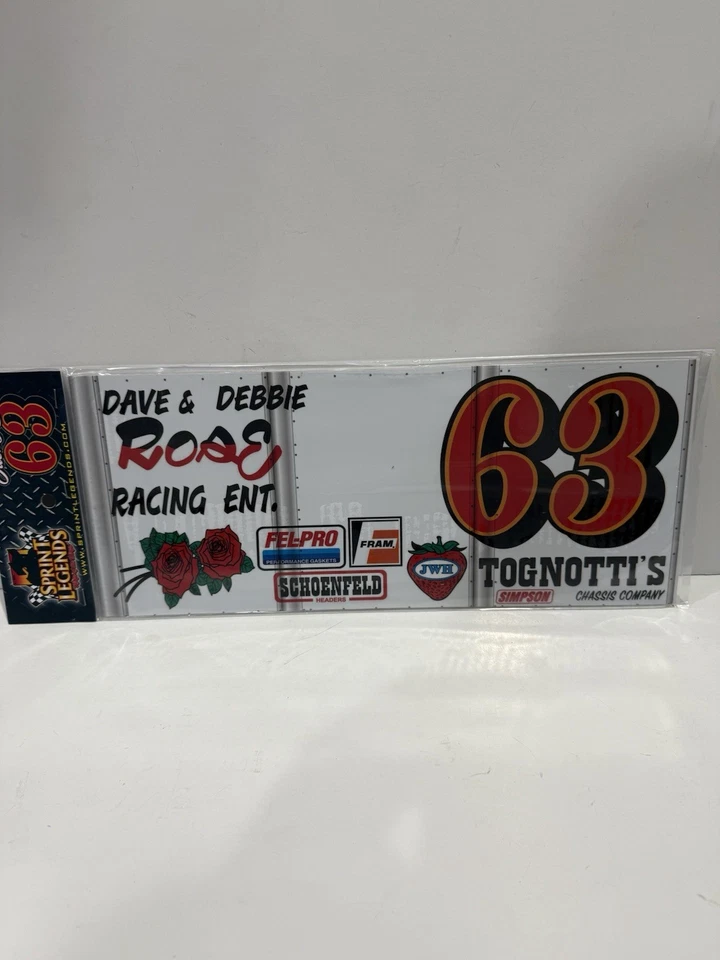 63
SPRINT
LEGENDS
WWW.SPRINTLEGENDS.COM
DAVE & DEBBIE
ROSE
RACING ENT.
FEL-PRO
PERFORMANCE GASKETS
FRAM
SCHOENFELD
HEADERS
JWH
63
TOGNOTTI'S
SIMPSON
CHASSIS COMPANY